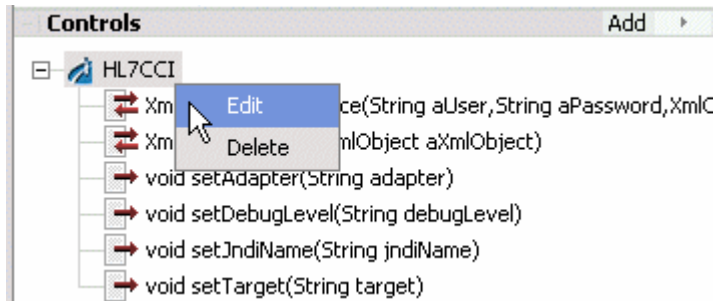 Controls Add
HL7CCI
Edit
Xm ce(String aUser,String aPassword,XmlC
Delete
Xm mlObject aXmlObject)
void setAdapter(String adapter)
void setDebugLevel(String debugLevel)
void setJndiName(String jndiName)
void setTarget(String target)